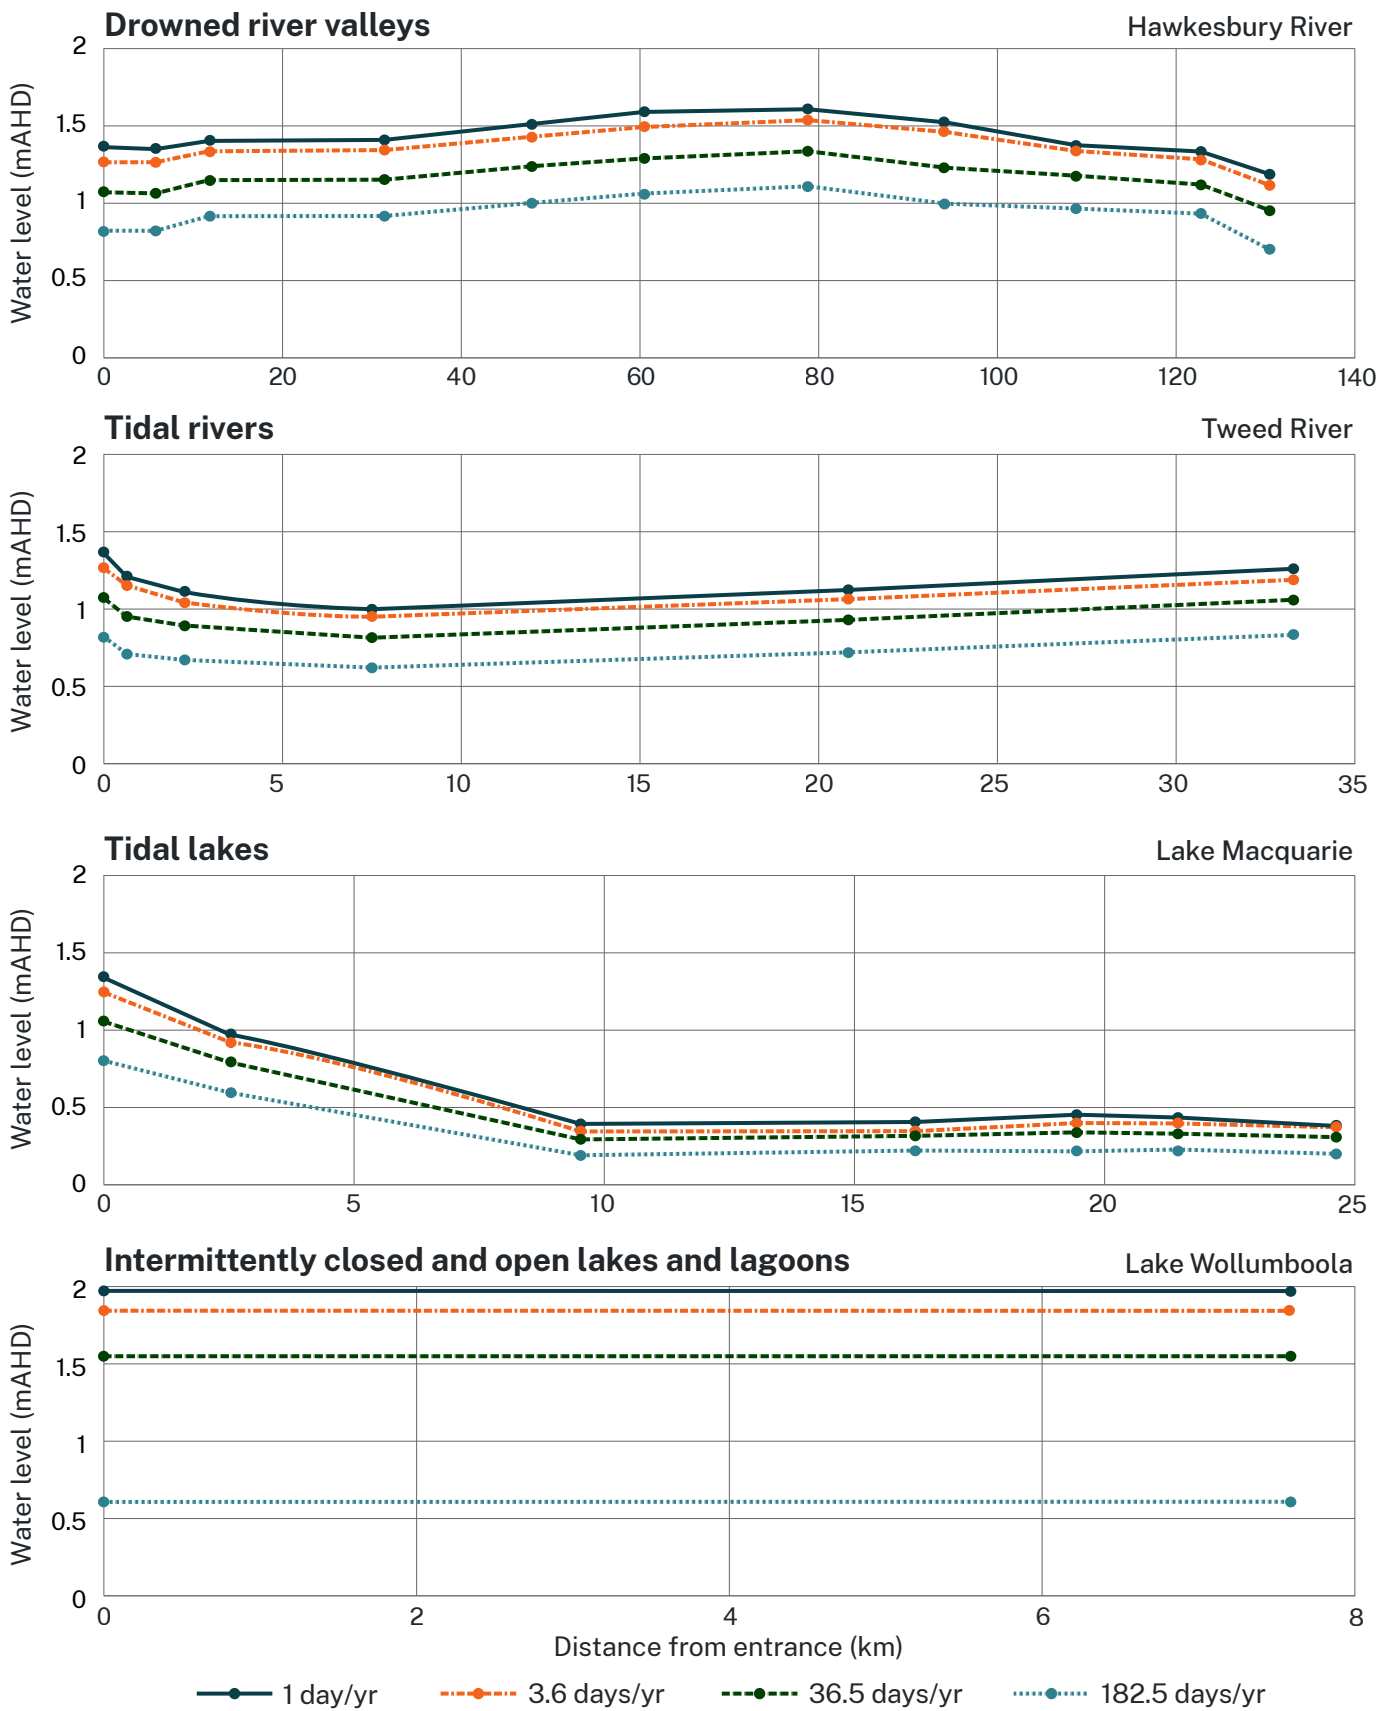 Drowned river valleys
Hawkesbury River
Water level (mAHD)
2
1.5
1
0.5
0
0 20 40 60 80 100 120 140
Tidal rivers
Tweed River
Water level (mAHD)
2
1.5
1
0.5
0
0 5 10 15 20 25 30 35
Tidal lakes
Lake Macquarie
Water level (mAHD)
2
1.5
1
0.5
0
0 5 10 15 20 25
Intermittently closed and open lakes and lagoons
Lake Wollumboola
Water level (mAHD)
2
1.5
1
0.5
0
0 2 4 6 8
Distance from entrance (km)
1 day/yr 3.6 days/yr 36.5 days/yr 182.5 days/yr